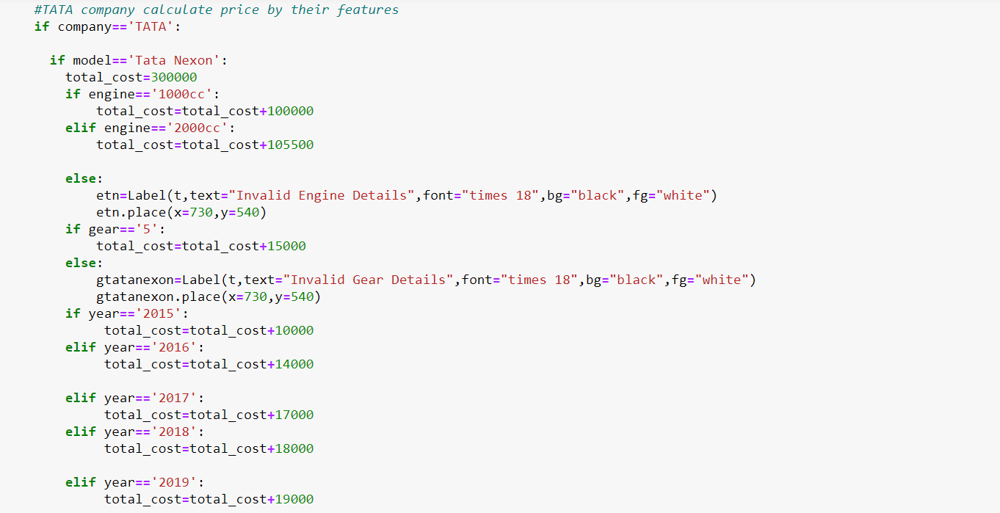 #TATA company calculate price by their features
if company=='TATA':
if model=='Tata Nexon':
total_cost=300000
if engine=='1000cc':
total_cost=total_cost+100000
elif engine=='2000cc':
total_cost=total_cost+105500
else:
etn=Label(t,text="Invalid Engine Details",font="times 18",bg="black",fg="white")
etn.place(x=730,y=540)
if gear=='5':
total_cost=total_cost+15000
else:
gtatanexon=Label(t,text="Invalid Gear Details",font="times 18",bg="black",fg="white")
gtatanexon.place(x=730,y=540)
if year=='2015':
total_cost=total_cost+10000
elif year=='2016':
total_cost=total_cost+14000
elif year=='2017':
total_cost=total_cost+17000
elif year=='2018':
total_cost=total_cost+18000
elif year=='2019':
total_cost=total_cost+19000